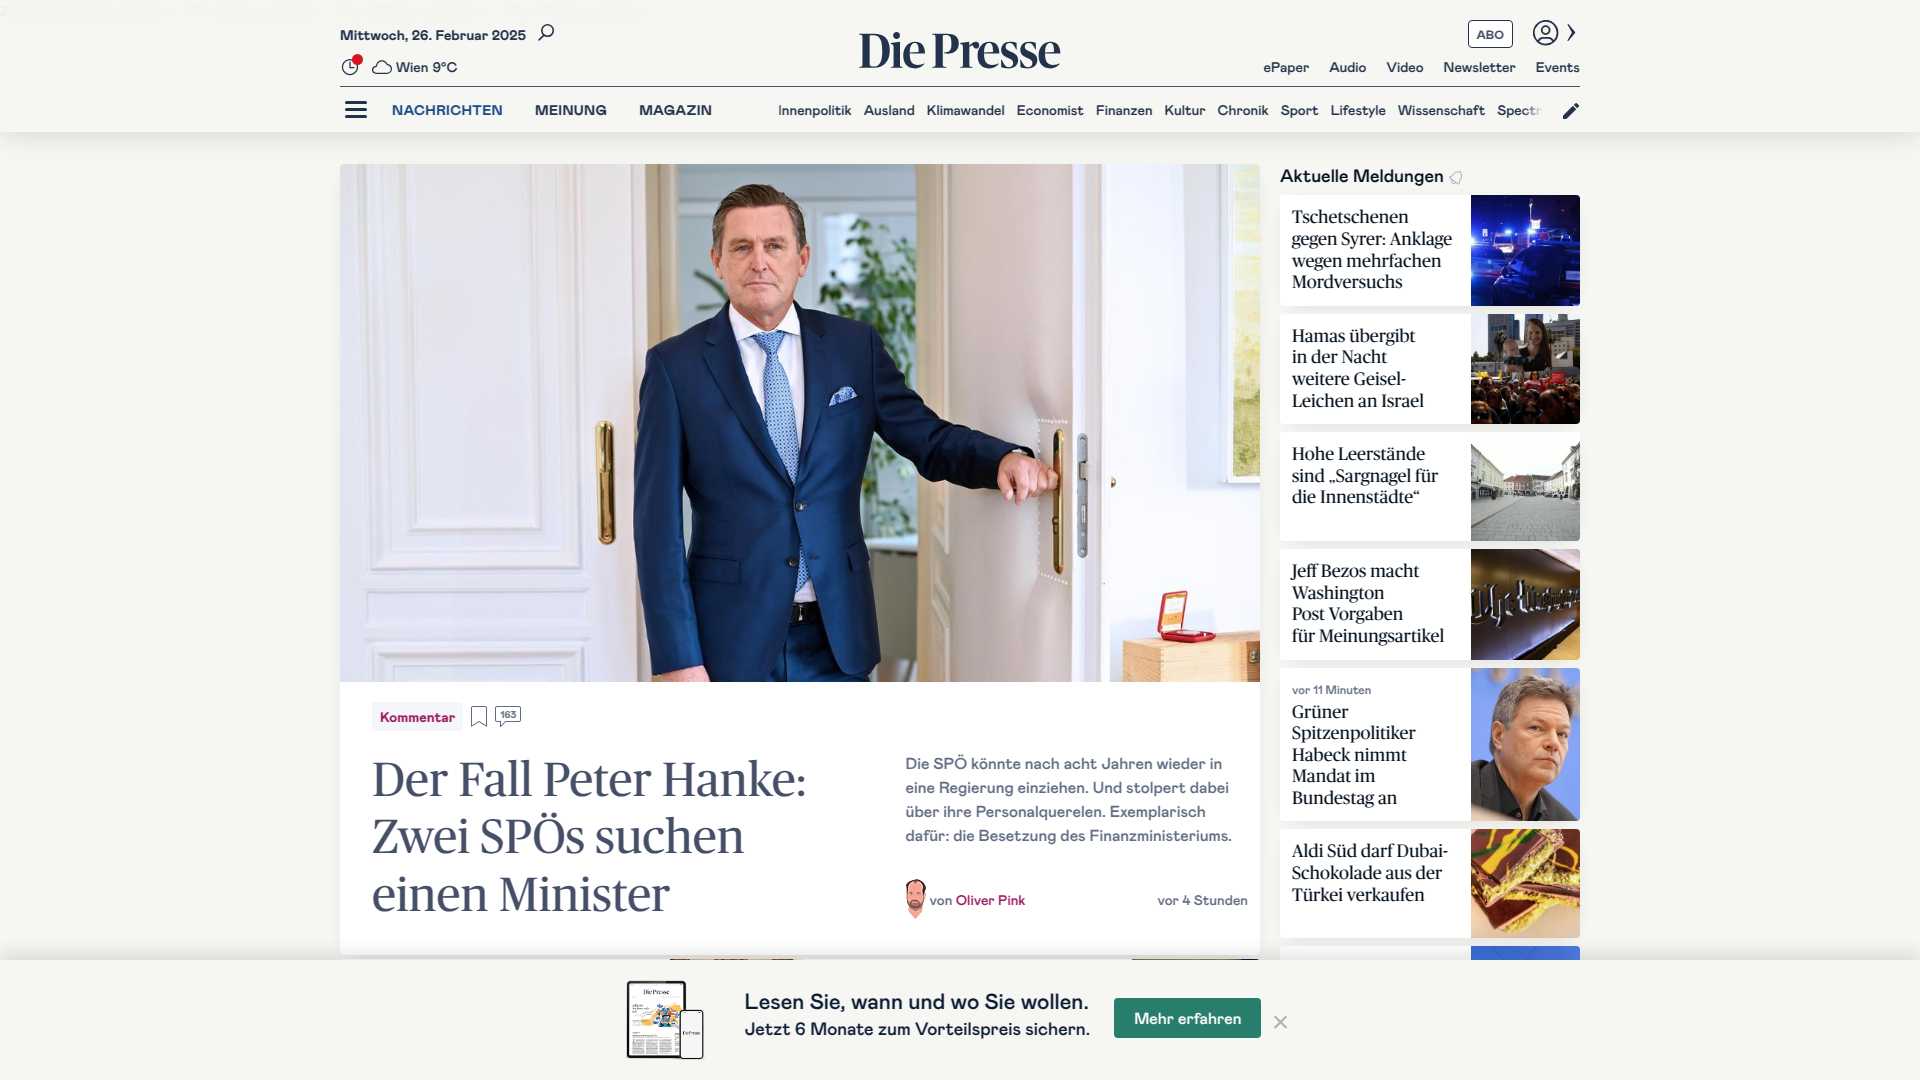 Mittwoch, 26. Februar 2025
Die Presse
ABO
Wien 9°C
ePaper Audio Video Newsletter Events
NACHRICHTEN MEINUNG MAGAZIN
Innenpolitik Ausland Klimawandel Economist Finanzen Kultur Chronik Sport Lifestyle Wissenschaft Spectr
Kommentar
163
Der Fall Peter Hanke:
Zwei SPÖs suchen
einen Minister
Die SPÖ könnte nach acht Jahren wieder in
eine Regierung einziehen. Und stolpert dabei
über ihre Personalquerelen. Exemplarisch
dafür: die Besetzung des Finanzministeriums.
von Oliver Pink
vor 4 Stunden
Aktuelle Meldungen
Tschetschenen
gegen Syrer: Anklage
wegen mehrfachen
Mordversuchs
Hamas übergibt
in der Nacht
weitere Geisel-
Leichen an Israel
Hohe Leerstände
sind „Sargnagel für
die Innenstädte“
Jeff Bezos macht
Washington
Post Vorgaben
für Meinungsartikel
vor 11 Minuten
Grüner
Spitzenpolitiker
Habeck nimmt
Mandat im
Bundestag an
Aldi Süd darf Dubai-
Schokolade aus der
Türkei verkaufen
Die Presse
Die Presse
Lesen Sie, wann und wo Sie wollen.
Jetzt 6 Monate zum Vorteilspreis sichern.
Mehr erfahren